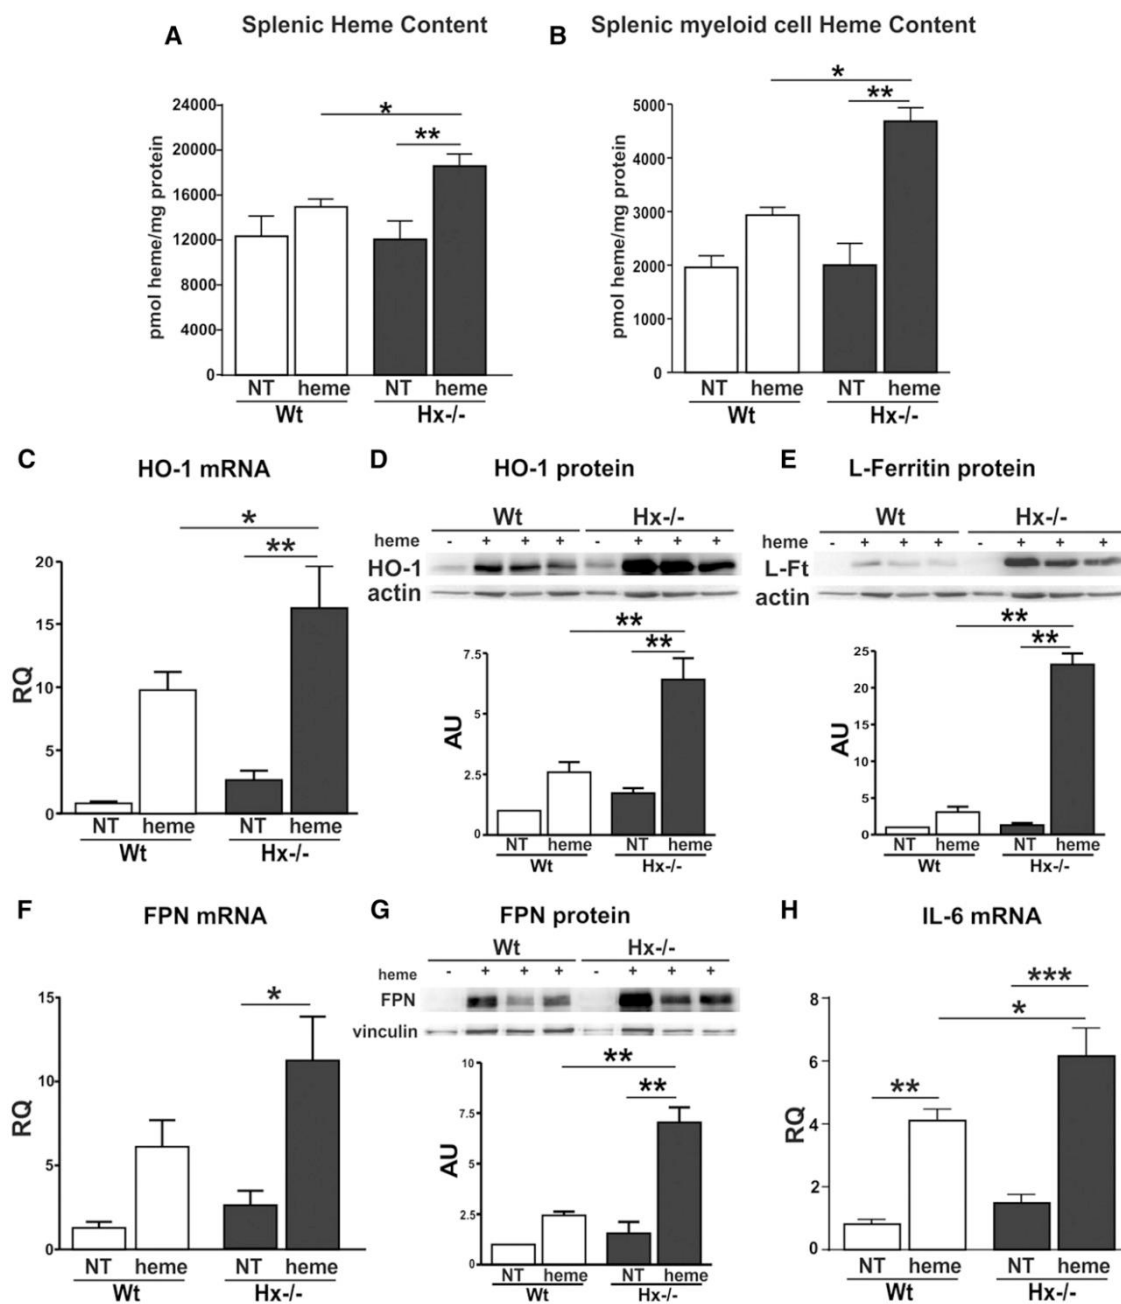 A Splenic Heme Content
*
**
pmol heme/mg protein
24000
20000
16000
12000
8000
4000
0
NT heme NT heme
Wt Hx-/-
B Splenic myeloid cell Heme Content
*
**
pmol heme/mg protein
5000
4000
3000
2000
1000
0
NT heme NT heme
Wt Hx-/-
C HO-1 mRNA
*
**
RQ
20
15
10
5
0
NT heme NT heme
Wt Hx-/-
D HO-1 protein
Wt Hx-/-
heme - + + + - + + +
HO-1
actin
**
**
AU
7.5
5
2.5
0
NT heme NT heme
Wt Hx-/-
E L-Ferritin protein
Wt Hx-/-
heme - + + + - + + +
L-Ft
actin
**
**
AU
25
20
15
10
5
0
NT heme NT heme
Wt Hx-/-
F FPN mRNA
*
RQ
15
10
5
0
NT heme NT heme
Wt Hx-/-
G FPN protein
Wt Hx-/-
heme - + + + - + + +
FPN
vinculin
**
**
AU
10
7.5
5
2.5
0
NT heme NT heme
Wt Hx-/-
H IL-6 mRNA
***
*
**
RQ
8
6
4
2
0
NT heme NT heme
Wt Hx-/-